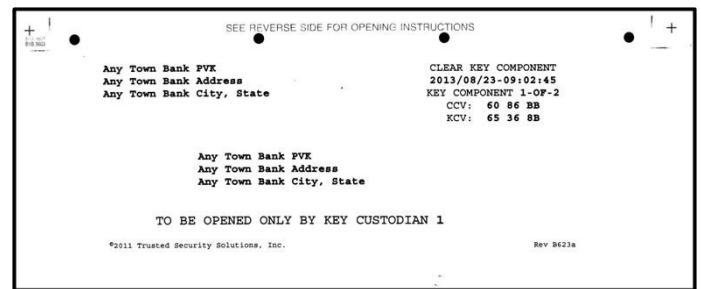 SEE REVERSE SIDE FOR OPENING INSTRUCTIONS
Any Town Bank PVK
Any Town Bank Address
Any Town Bank City, State
CLEAR KEY COMPONENT
2013/08/23-09:02:45
KEY COMPONENT 1-OF-2
CCV: 60 86 BB
KCV: 65 36 8B
Any Town Bank PVK
Any Town Bank Address
Any Town Bank City, State
TO BE OPENED ONLY BY KEY CUSTODIAN 1
©2011 Trusted Security Solutions, Inc.
Rev B623a